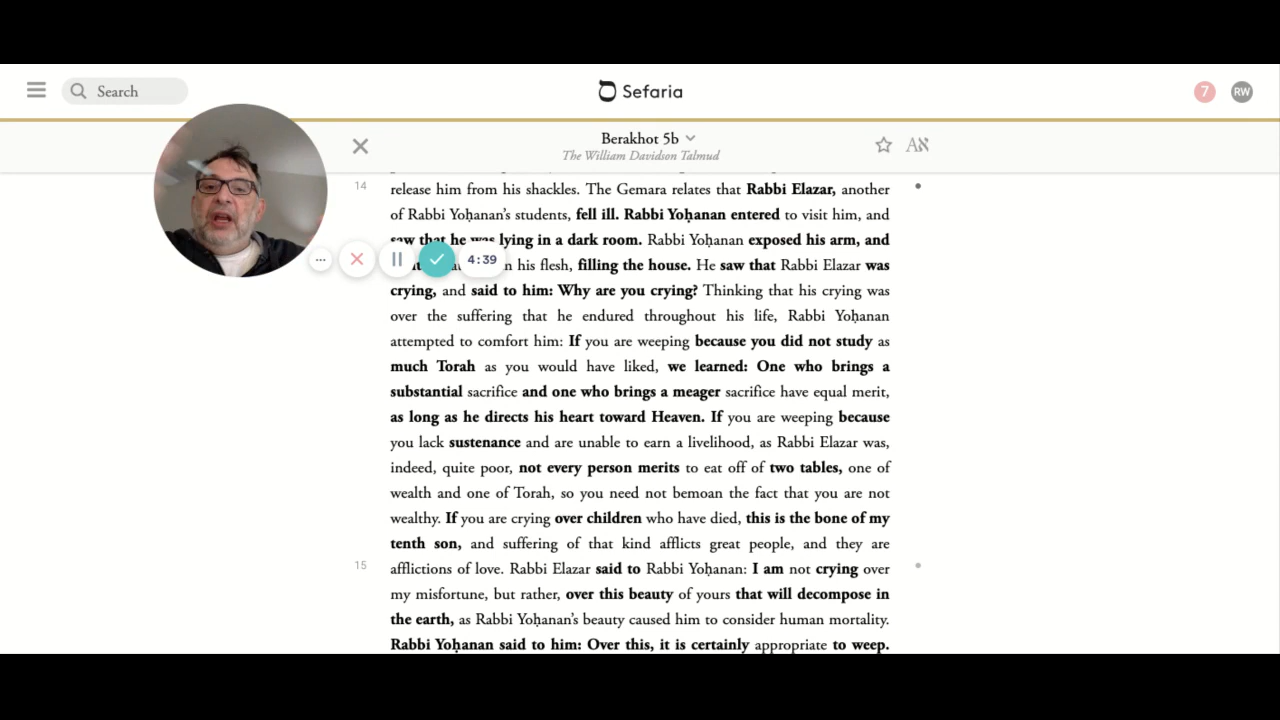 Search
Sefaria
7
RW
Berakhot 5b
The William Davidson Talmud
Aא
14
release him from his shackles. The Gemara relates that Rabbi Elazar, another
of Rabbi Yoḥanan’s students, fell ill. Rabbi Yoḥanan entered to visit him, and
saw that he was lying in a dark room. Rabbi Yoḥanan exposed his arm, and
his flesh, filling the house. He saw that Rabbi Elazar was
4:39
crying, and said to him: Why are you crying? Thinking that his crying was
over the suffering that he endured throughout his life, Rabbi Yoḥanan
attempted to comfort him: If you are weeping because you did not study as
much Torah as you would have liked, we learned: One who brings a
substantial sacrifice and one who brings a meager sacrifice have equal merit,
as long as he directs his heart toward Heaven. If you are weeping because
you lack sustenance and are unable to earn a livelihood, as Rabbi Elazar was,
indeed, quite poor, not every person merits to eat off of two tables, one of
wealth and one of Torah, so you need not bemoan the fact that you are not
wealthy. If you are crying over children who have died, this is the bone of my
tenth son, and suffering of that kind afflicts great people, and they are
15
afflictions of love. Rabbi Elazar said to Rabbi Yoḥanan: I am not crying over
my misfortune, but rather, over this beauty of yours that will decompose in
the earth, as Rabbi Yoḥanan’s beauty caused him to consider human mortality.
Rabbi Yoḥanan said to him: Over this, it is certainly appropriate to weep.